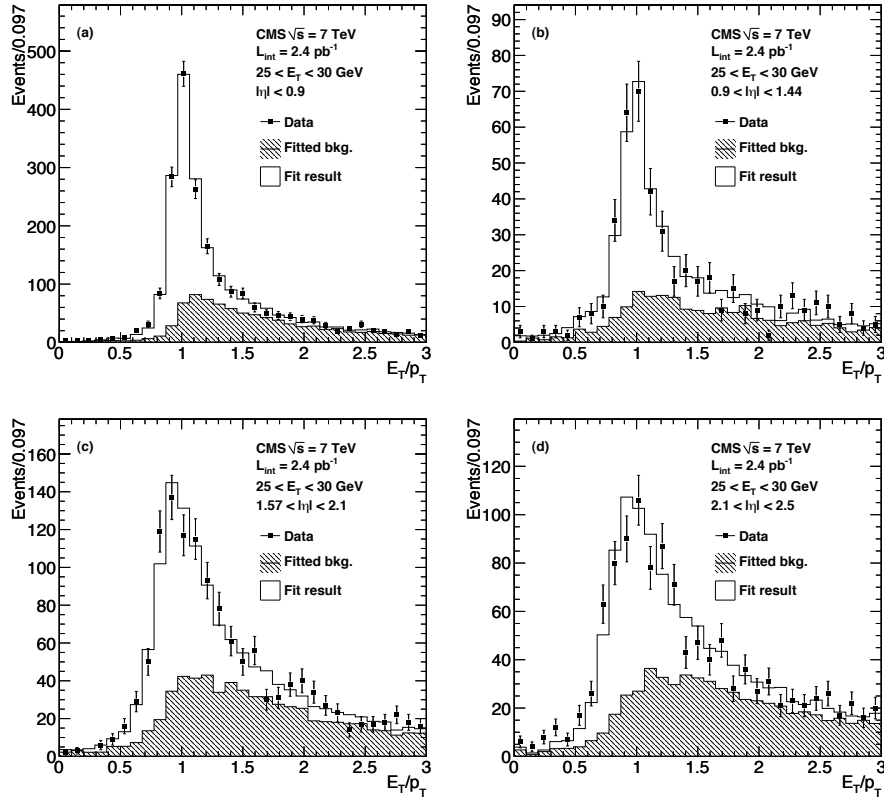 (a)
CMS √s = 7 TeV
L_int = 2.4 pb⁻¹
25 < E_T < 30 GeV
|η| < 0.9
Data
Fitted bkg.
Fit result
Events/0.097
500
400
300
200
100
0
0 0.5 1 1.5 2 2.5 3
E_T/p_T
(b)
CMS √s = 7 TeV
L_int = 2.4 pb⁻¹
25 < E_T < 30 GeV
0.9 < |η| < 1.44
Data
Fitted bkg.
Fit result
Events/0.097
90
80
70
60
50
40
30
20
10
0
0 0.5 1 1.5 2 2.5 3
E_T/p_T
(c)
CMS √s = 7 TeV
L_int = 2.4 pb⁻¹
25 < E_T < 30 GeV
1.57 < |η| < 2.1
Data
Fitted bkg.
Fit result
Events/0.097
160
140
120
100
80
60
40
20
0
0 0.5 1 1.5 2 2.5 3
E_T/p_T
(d)
CMS √s = 7 TeV
L_int = 2.4 pb⁻¹
25 < E_T < 30 GeV
2.1 < |η| < 2.5
Data
Fitted bkg.
Fit result
Events/0.097
120
100
80
60
40
20
0
0 0.5 1 1.5 2 2.5 3
E_T/p_T